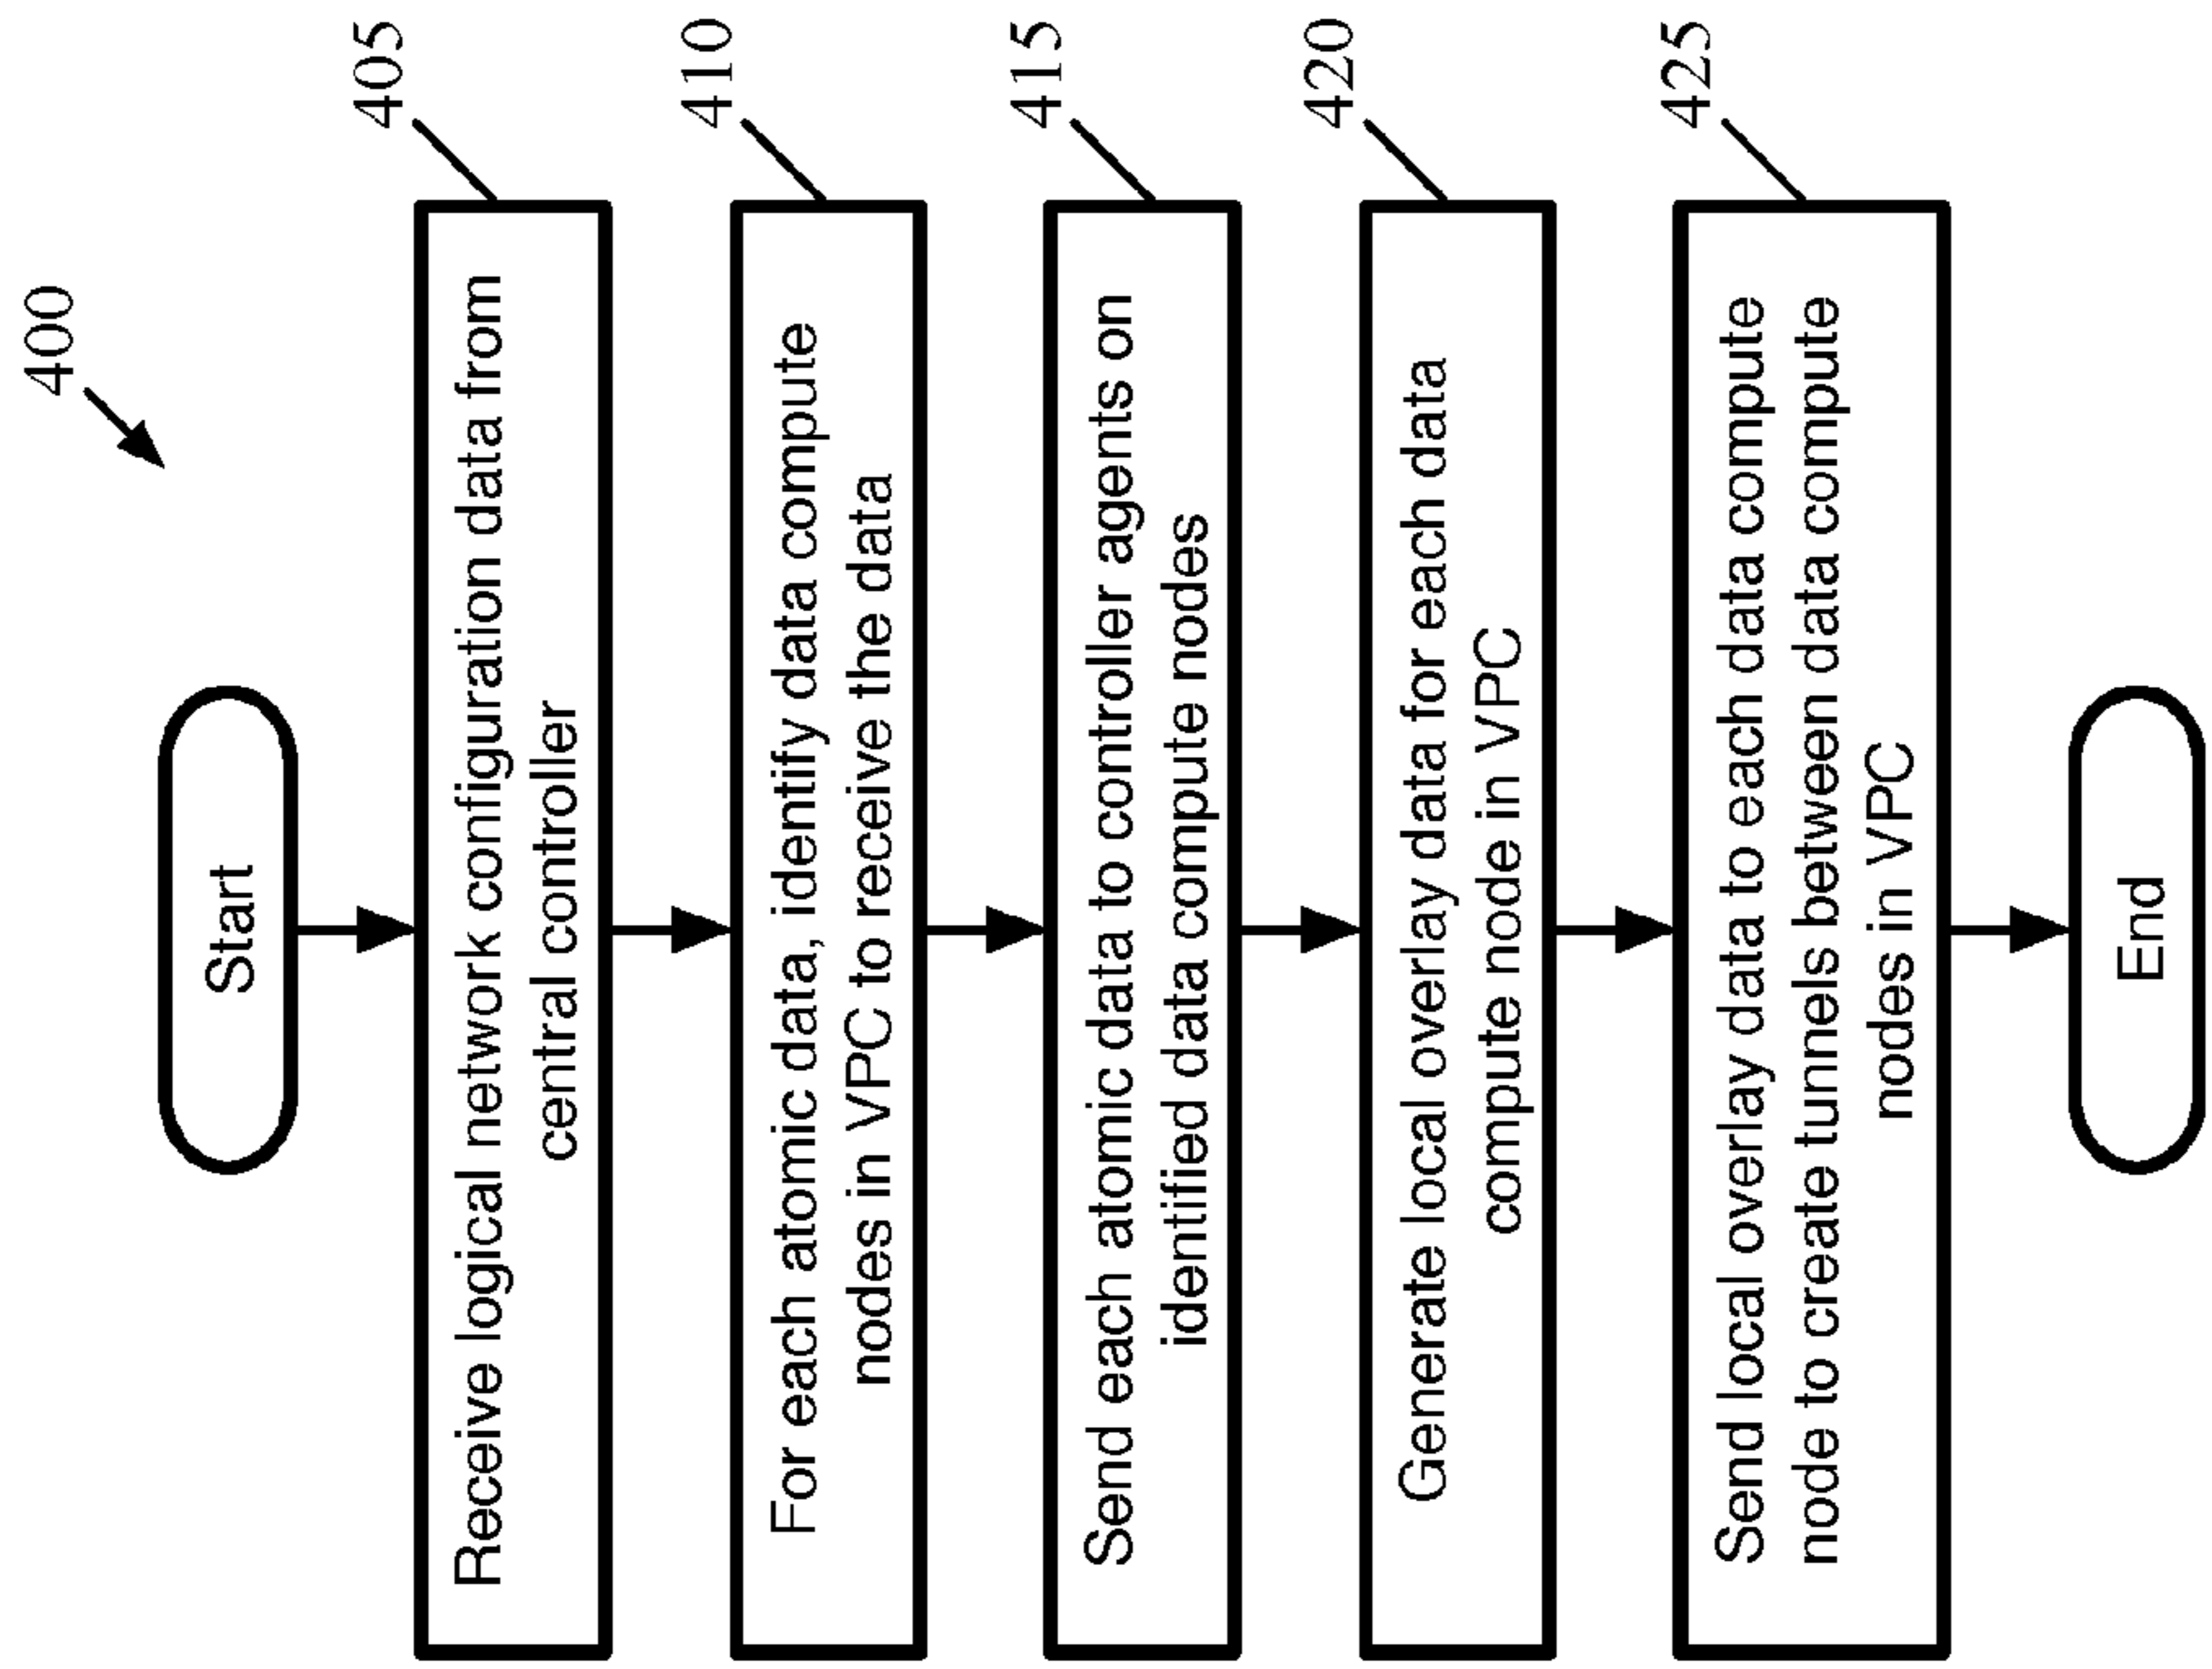 400
Start
405
Receive logical network configuration data from
central controller
410
For each atomic data, identify data compute
nodes in VPC to receive the data
415
Send each atomic data to controller agents on
identified data compute nodes
420
Generate local overlay data for each data
compute node in VPC
425
Send local overlay data to each data compute
node to create tunnels between data compute
nodes in VPC
End